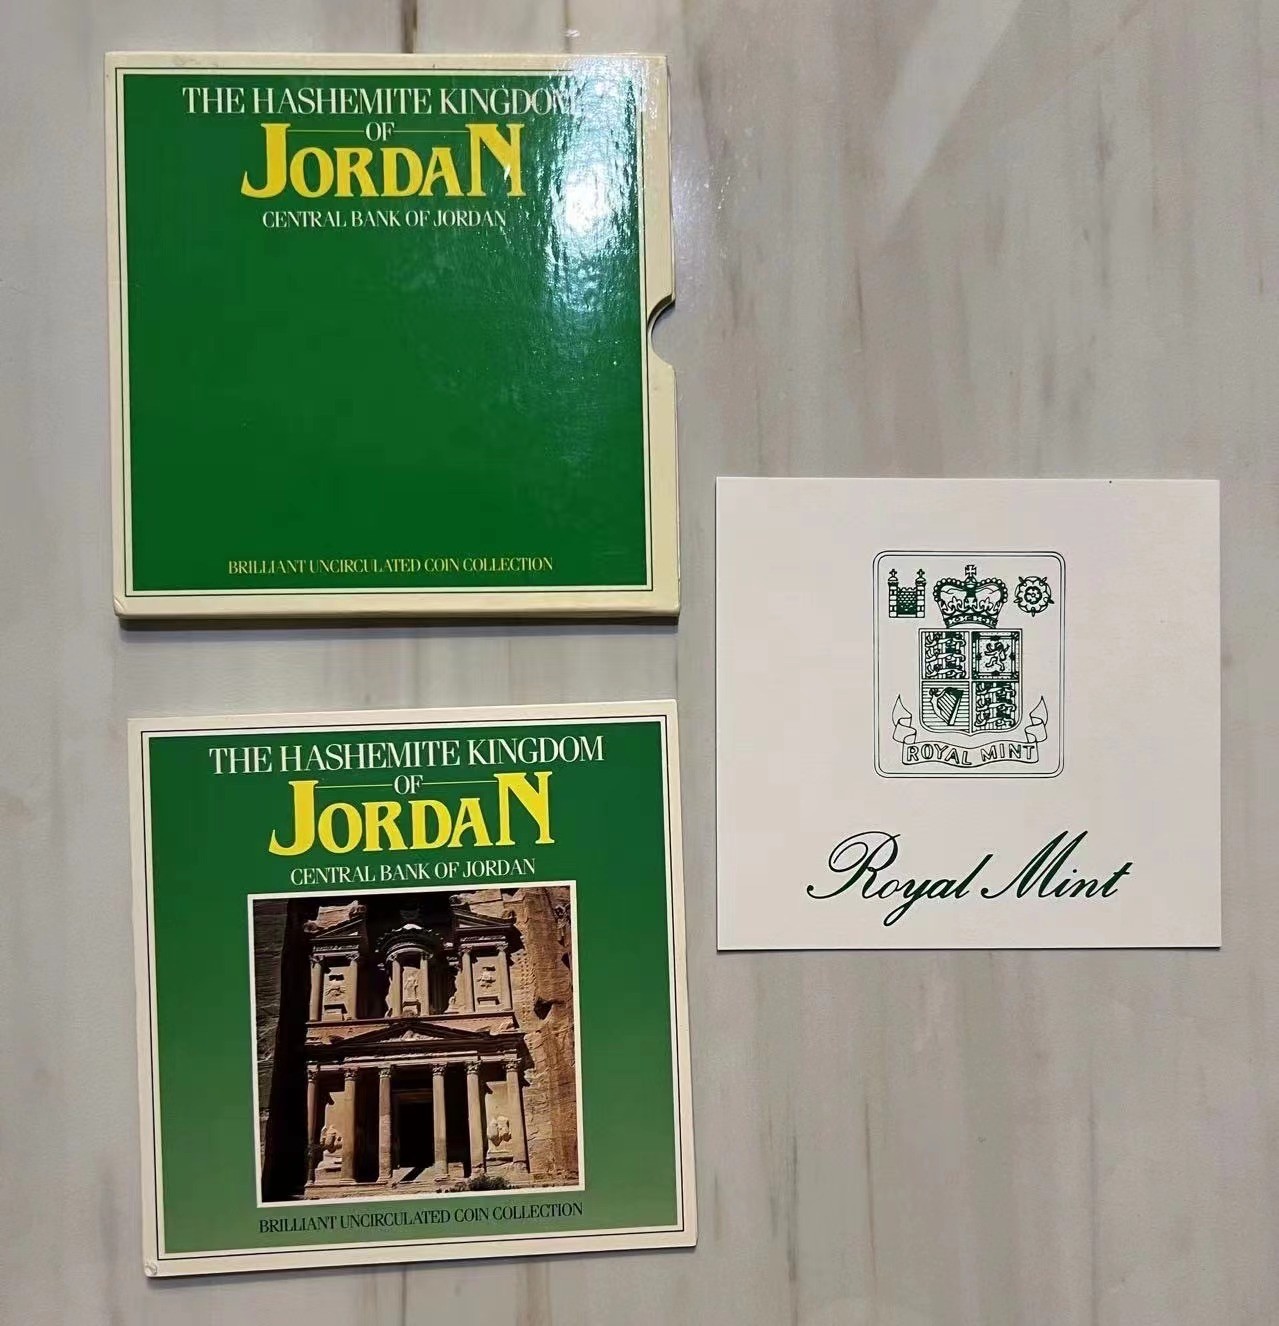 THE HASHEMITE KINGDOM
OF
JORDAN
CENTRAL BANK OF JORDAN
BRILLIANT UNCIRCULATED COIN COLLECTION
THE HASHEMITE KINGDOM
OF
JORDAN
CENTRAL BANK OF JORDAN
BRILLIANT UNCIRCULATED COIN COLLECTION
ROYAL MINT
Royal Mint